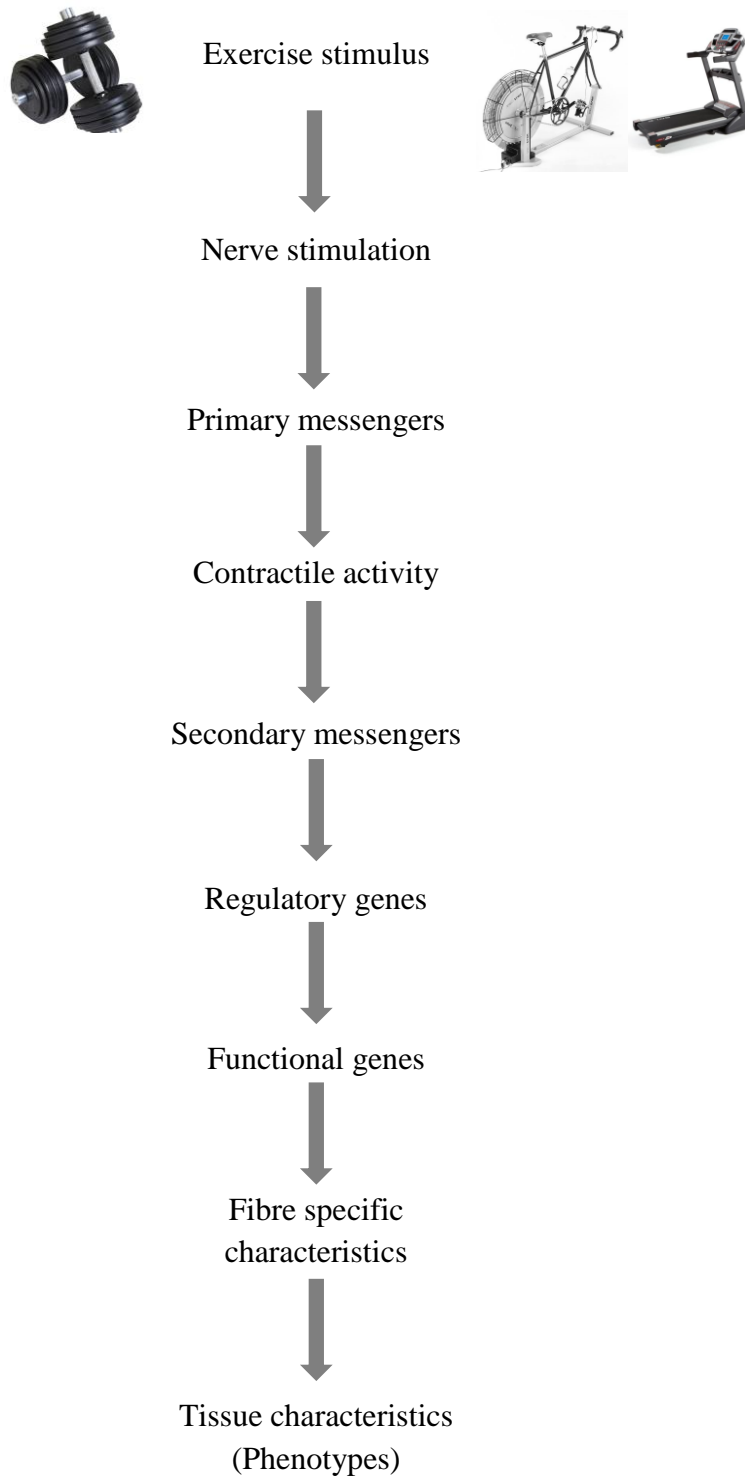 Exercise stimulus
Nerve stimulation
Primary messengers
Contractile activity
Secondary messengers
Regulatory genes
Functional genes
Fibre specific
characteristics
Tissue characteristics
(Phenotypes)